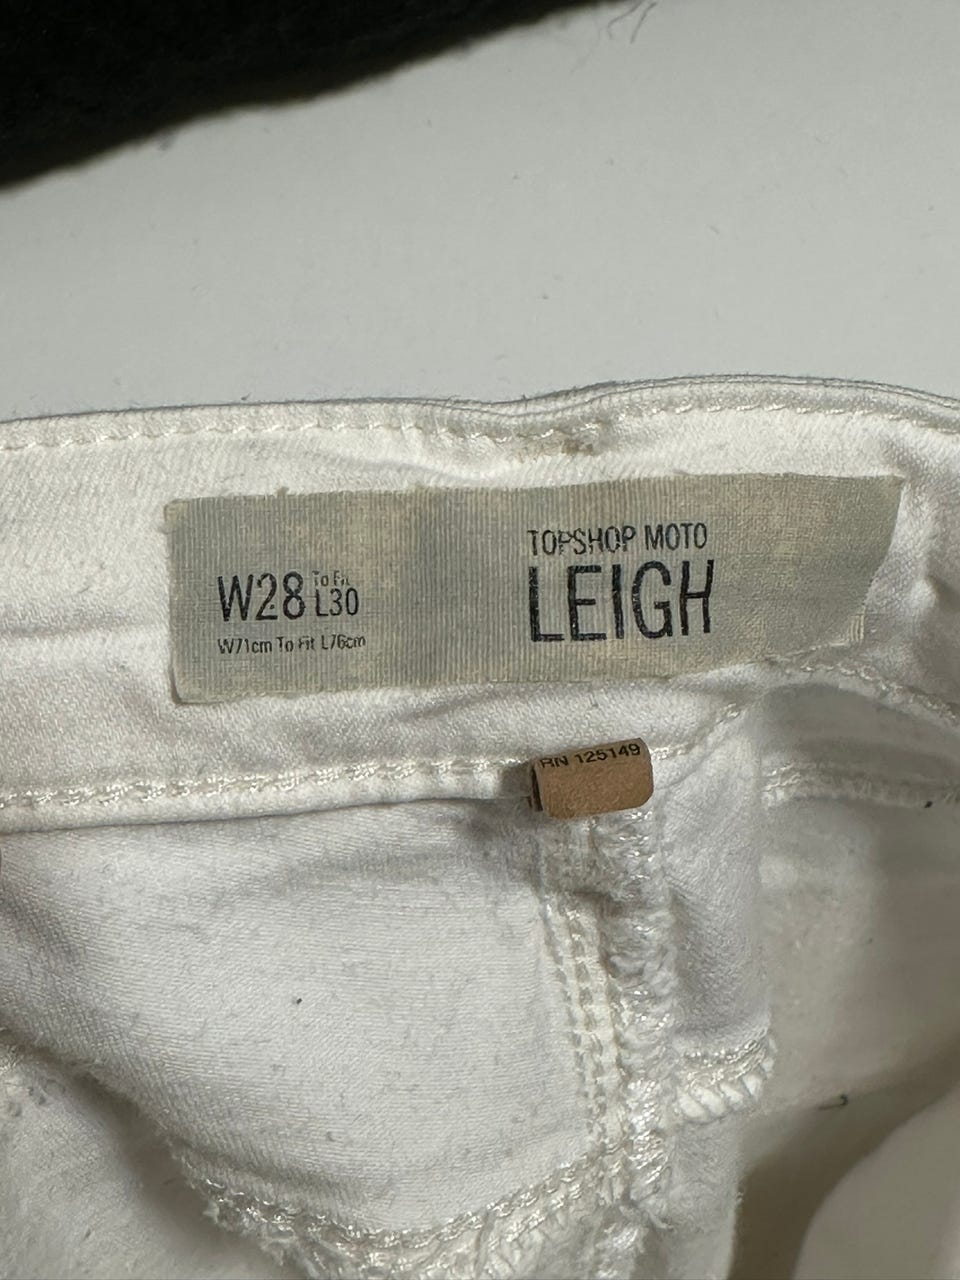 W28 To Fit L30
W71cm To Fit L76cm
TOPSHOP MOTO
LEIGH
RN 125149